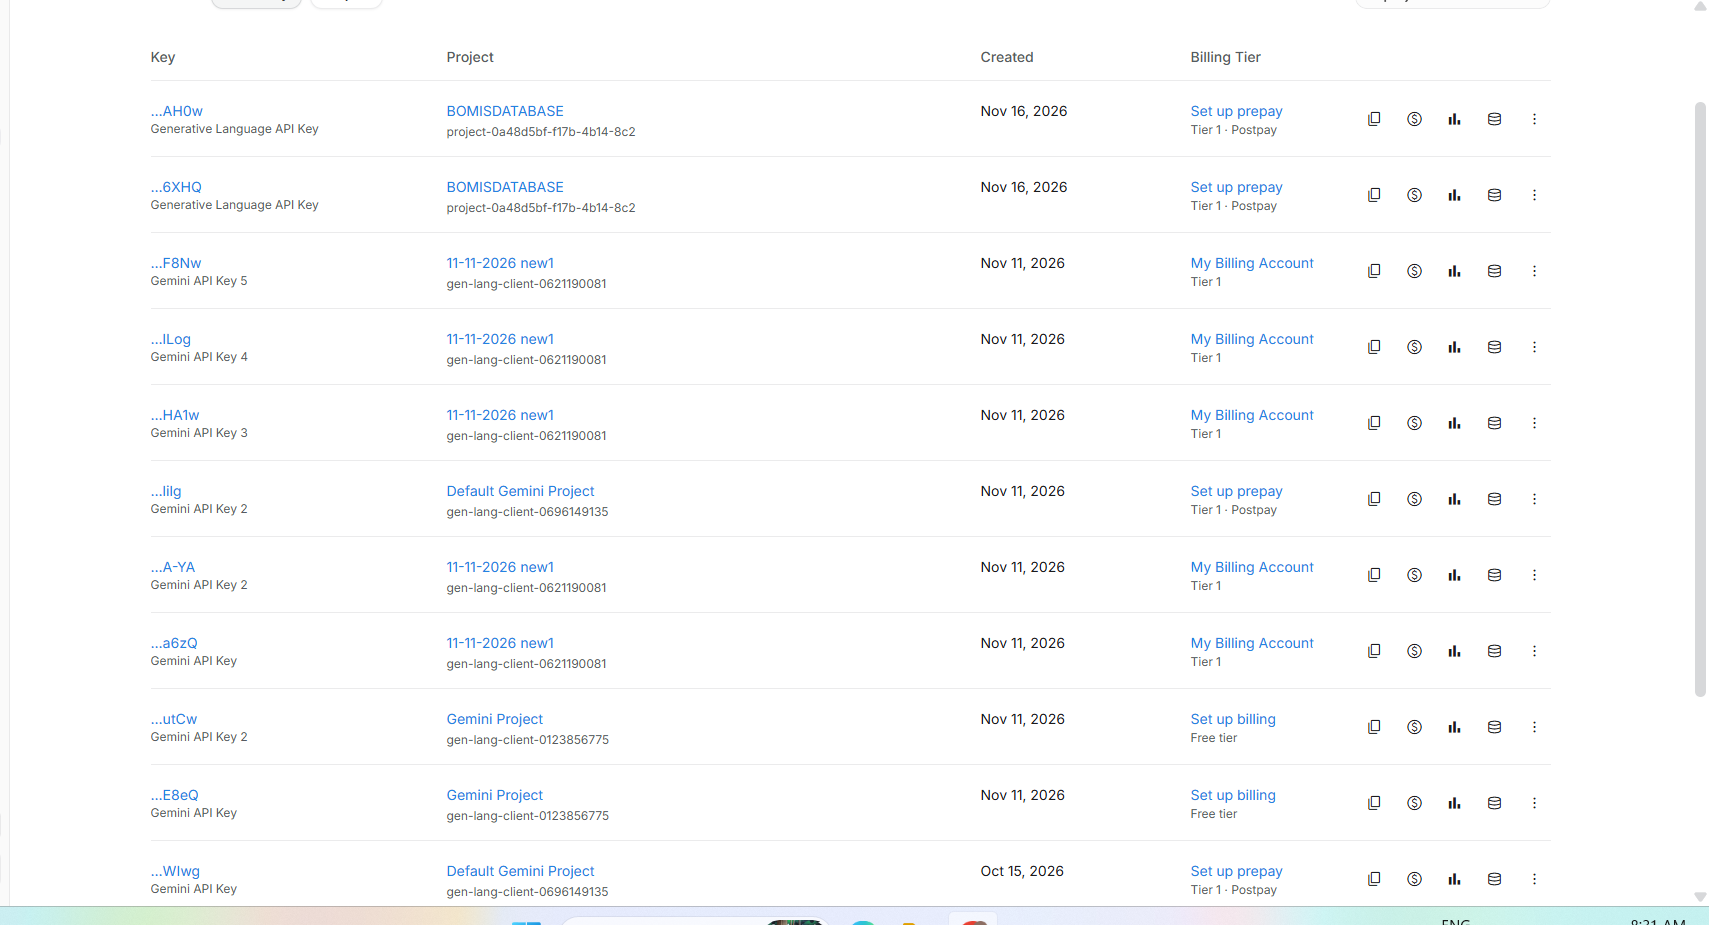 Key Project Created Billing Tier
...AH0w BOMISDATABASE Nov 16, 2026 Set up prepay
Generative Language API Key project-0a48d5bf-f17b-4b14-8c2 Tier 1 · Postpay
...6XHQ BOMISDATABASE Nov 16, 2026 Set up prepay
Generative Language API Key project-0a48d5bf-f17b-4b14-8c2 Tier 1 · Postpay
...F8Nw 11-11-2026 new1 Nov 11, 2026 My Billing Account
Gemini API Key 5 gen-lang-client-0621190081 Tier 1
...lLog 11-11-2026 new1 Nov 11, 2026 My Billing Account
Gemini API Key 4 gen-lang-client-0621190081 Tier 1
...HA1w 11-11-2026 new1 Nov 11, 2026 My Billing Account
Gemini API Key 3 gen-lang-client-0621190081 Tier 1
...Iilg Default Gemini Project Nov 11, 2026 Set up prepay
Gemini API Key 2 gen-lang-client-0696149135 Tier 1 · Postpay
...A-YA 11-11-2026 new1 Nov 11, 2026 My Billing Account
Gemini API Key 2 gen-lang-client-0621190081 Tier 1
...a6zQ 11-11-2026 new1 Nov 11, 2026 My Billing Account
Gemini API Key gen-lang-client-0621190081 Tier 1
...utCw Gemini Project Nov 11, 2026 Set up billing
Gemini API Key 2 gen-lang-client-0123856775 Free tier
...E8eQ Gemini Project Nov 11, 2026 Set up billing
Gemini API Key gen-lang-client-0123856775 Free tier
...WIwg Default Gemini Project Oct 15, 2026 Set up prepay
Gemini API Key gen-lang-client-0696149135 Tier 1 · Postpay
ENG 8:21 AM